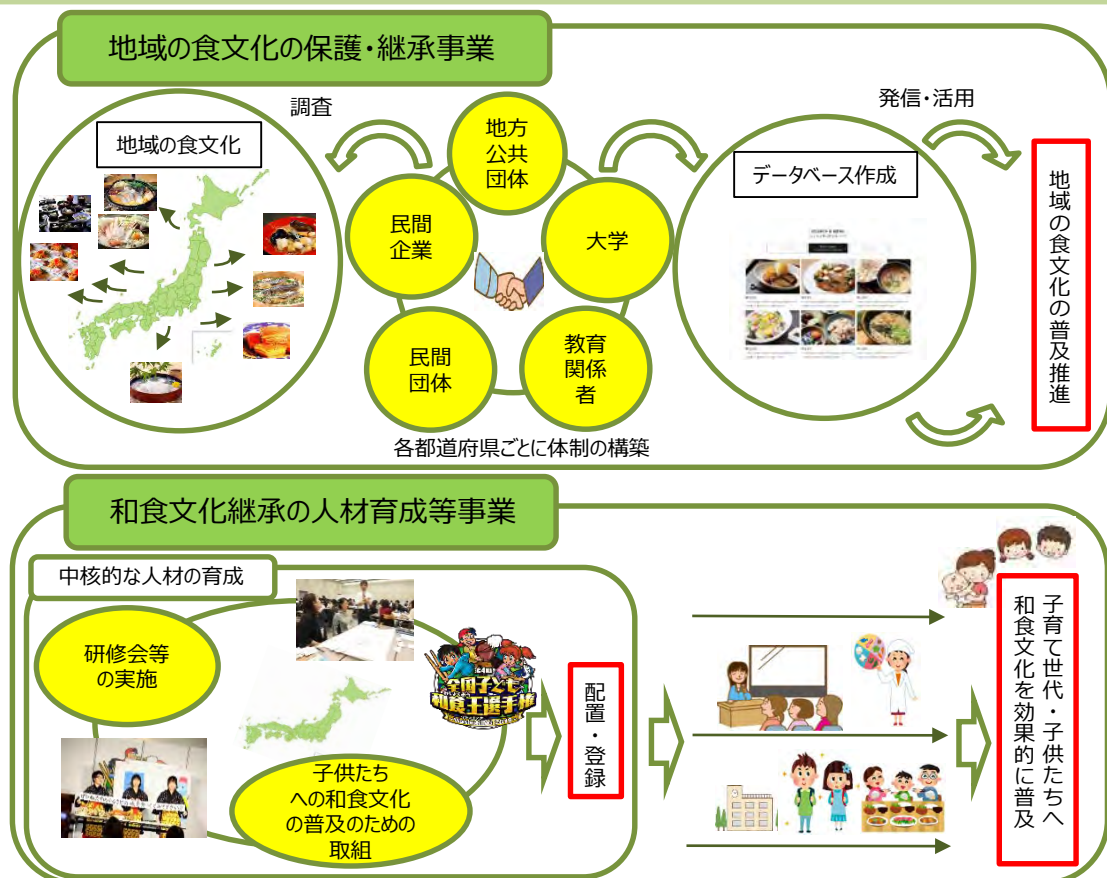 地域の食文化の保護・継承事業
調査
発信・活用
地域の食文化
地方
公共
団体
民間
企業
大学
民間
団体
教育
関係
者
各都道府県ごとに体制の構築
データベース作成
地域の食文化の普及推進
和食文化継承の人材育成等事業
中核的な人材の育成
研修会等
の実施
全国子ども
和食王選手権
子供たち
への和食文化
の普及のための
取組
配置・登録
子育て世代・子供たちへ
和食文化を効果的に普及